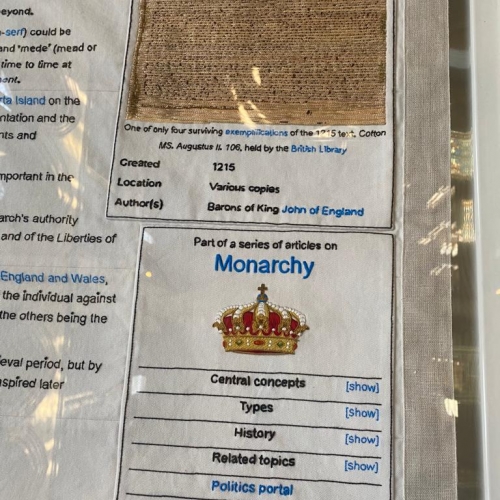 eyeond.
-serf) could be
and "mede" (mead or
time to time at
ent.
rta Island on the
ntation and the
nts and
mportant in the
arch's authority
and of the Liberties of
England and Wales,
the individual against
the others being the
eval period, but by
nspired later
One of only four surviving exemplifications of the 1215 text, Cotton
MS. Augustus II. 106, held by the British Library
Created 1215
Location Various copies
Author(s) Barons of King John of England
Part of a series of articles on
Monarchy
Central concepts [show]
Types [show]
History [show]
Related topics [show]
Politics portal